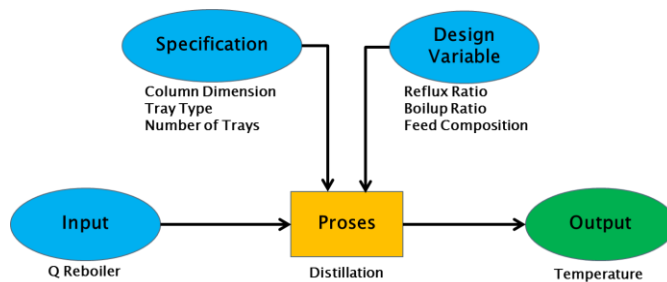 Specification
Design
Variable
Column Dimension
Tray Type
Number of Trays
Reflux Ratio
Boilup Ratio
Feed Composition
Input
Proses
Output
Q Reboiler
Distillation
Temperature